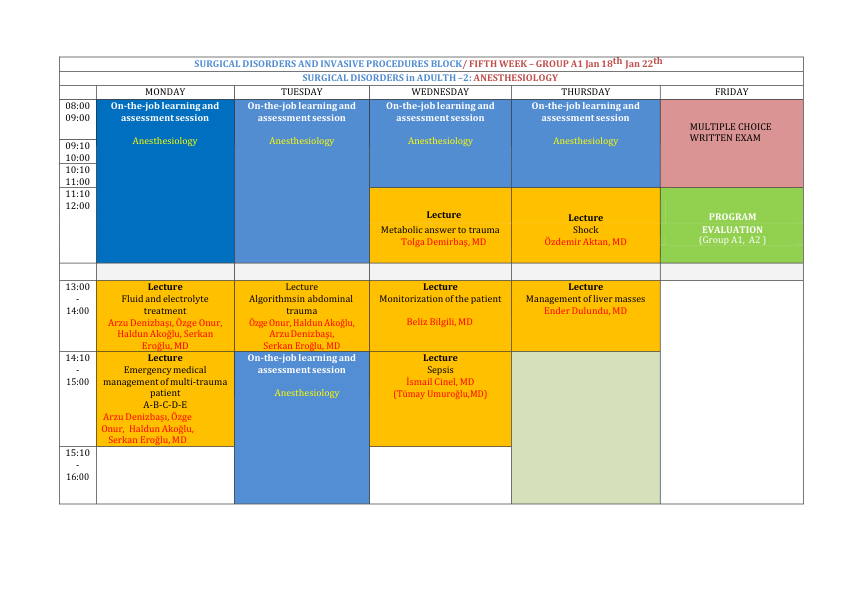 SURGICAL DISORDERS AND INVASIVE PROCEDURES BLOCK/ FIFTH WEEK – GROUP A1 Jan 18th Jan 22th
SURGICAL DISORDERS in ADULTH –2: ANESTHESIOLOGY
MONDAY TUESDAY WEDNESDAY THURSDAY FRIDAY
08:00
09:00
09:10
10:00
10:10
11:00
On-the-job learning and
assessment session
Anesthesiology
On-the-job learning and
assessment session
Anesthesiology
On-the-job learning and
assessment session
Anesthesiology
On-the-job learning and
assessment session
Anesthesiology
MULTIPLE CHOICE
WRITTEN EXAM
11:10
12:00
Lecture
Metabolic answer to trauma
Tolga Demirbaş, MD
Lecture
Shock
Özdemir Aktan, MD
PROGRAM
EVALUATION
(Group A1, A2 )
13:00
-
14:00
Lecture
Fluid and electrolyte
treatment
Arzu Denizbaşı, Özge Onur,
Haldun Akoğlu, Serkan
Eroğlu, MD
Lecture
Algorithmsin abdominal
trauma
Özge Onur, Haldun Akoğlu,
Arzu Denizbaşı,
Serkan Eroğlu, MD
Lecture
Monitorization of the patient
Beliz Bilgili, MD
Lecture
Management of liver masses
Ender Dulundu, MD
14:10
-
15:00
Lecture
Emergency medical
management of multi-trauma
patient
A-B-C-D-E
Arzu Denizbaşı, Özge
Onur, Haldun Akoğlu,
Serkan Eroğlu, MD
On-the-job learning and
assessment session
Anesthesiology
Lecture
Sepsis
İsmail Cinel, MD
(Tümay Umuroğlu,MD)
15:10
-
16:00